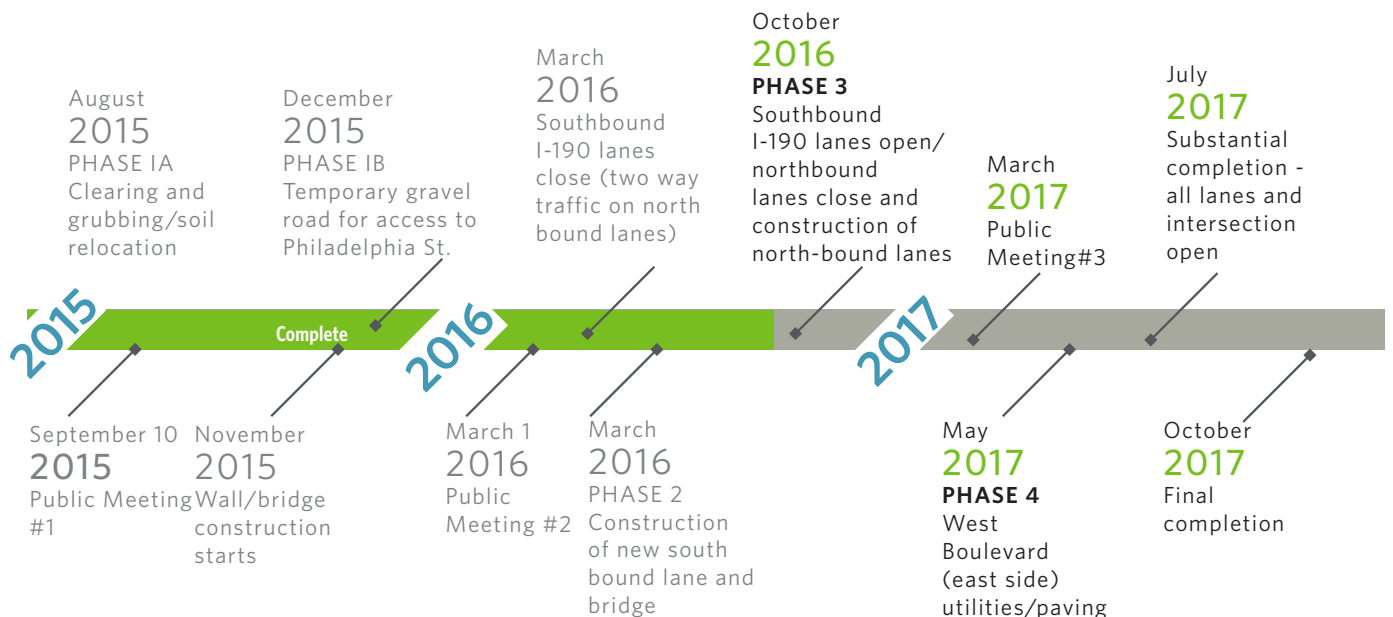 August
2015
PHASE IA
Clearing and
grubbing/soil
relocation
December
2015
PHASE IB
Temporary gravel
road for access to
Philadelphia St.
March
2016
Southbound
I-190 lanes
close (two way
traffic on north
bound lanes)
October
2016
PHASE 3
Southbound
I-190 lanes open/
northbound
lanes close and
construction of
north-bound lanes
March
2017
Public
Meeting#3
July
2017
Substantial
completion -
all lanes and
intersection
open
2015
Complete
2016
2017
September 10
2015
Public Meeting
#1
November
2015
Wall/bridge
construction
starts
March 1
2016
Public
Meeting #2
March
2016
PHASE 2
Construction
of new south
bound lane and
bridge
May
2017
PHASE 4
West
Boulevard
(east side)
utilities/paving
October
2017
Final
completion